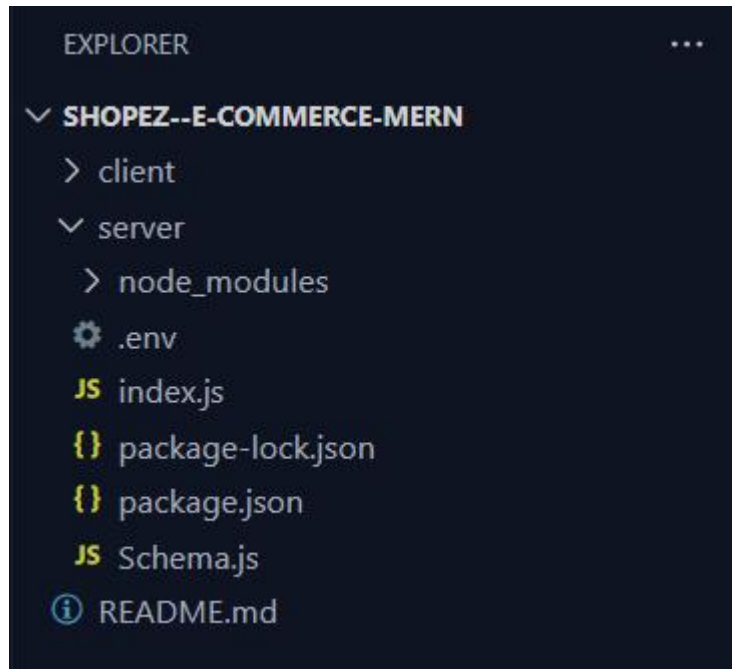 EXPLORER ...
SHOPEZ--E-COMMERCE-MERN
client
server
node_modules
.env
JS index.js
{} package-lock.json
{} package.json
JS Schema.js
README.md